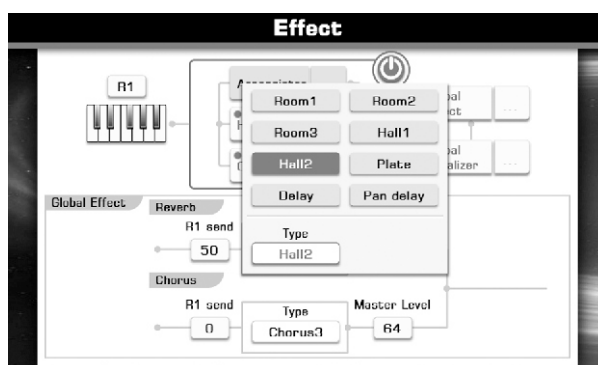 Effect
R1
Room1 Room2
Room3 Hall1
Hall2 Plate
Delay Pan delay
Type
Hall2
... 
...
Global Effect
Reverb
R1 send
50
Chorus
R1 send Type Master Level
0 Chorus3 64